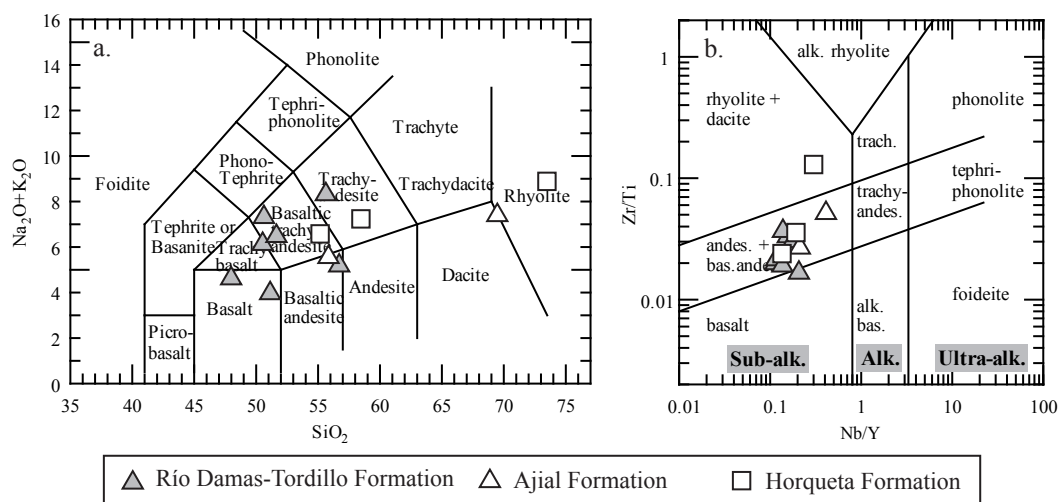 a.
Na2O+K2O
16
14
12
10
8
6
4
2
0
Phonolite
Tephri-
phonolite
Trachyte
Phono-
Tephrite
Foidite
Trachy-
andesite
Trachydacite
Rhyolite
Tephrite or
Basanite
Basaltic
trachy
andesite
Trachy
basalt
Basalt
Basaltic
andesite
Andesite
Dacite
Picro-
basalt
35 40 45 50 55 60 65 70 75
SiO2
b.
Zr/Ti
1
0.1
0.01
alk. rhyolite
rhyolite +
dacite
phonolite
trach.
tephri-
phonolite
trachy-
andes.
andes. +
bas.andes.
foideite
basalt
alk.
bas.
Sub-alk. Alk. Ultra-alk.
0.01 0.1 1 10 100
Nb/Y
Río Damas-Tordillo Formation Ajial Formation Horqueta Formation